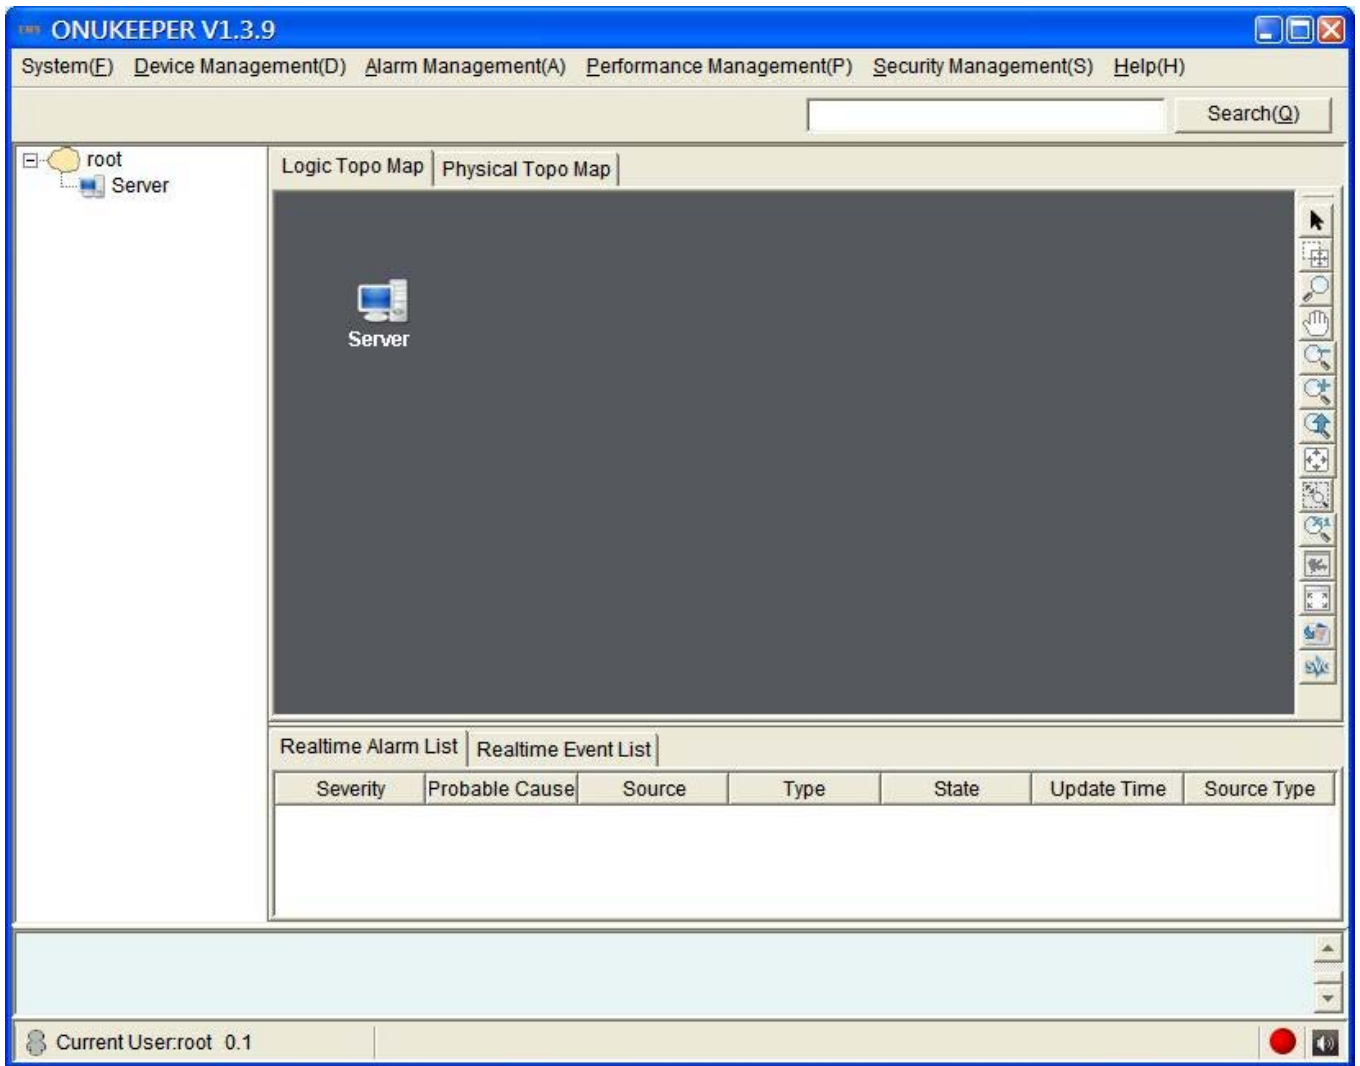 ONUKEEPER V1.3.9
System(F) Device Management(D) Alarm Management(A) Performance Management(P) Security Management(S) Help(H)
Search(Q)
root
Server
Logic Topo Map Physical Topo Map
Server
Realtime Alarm List Realtime Event List
Severity Probable Cause Source Type State Update Time Source Type
Current User:root 0.1